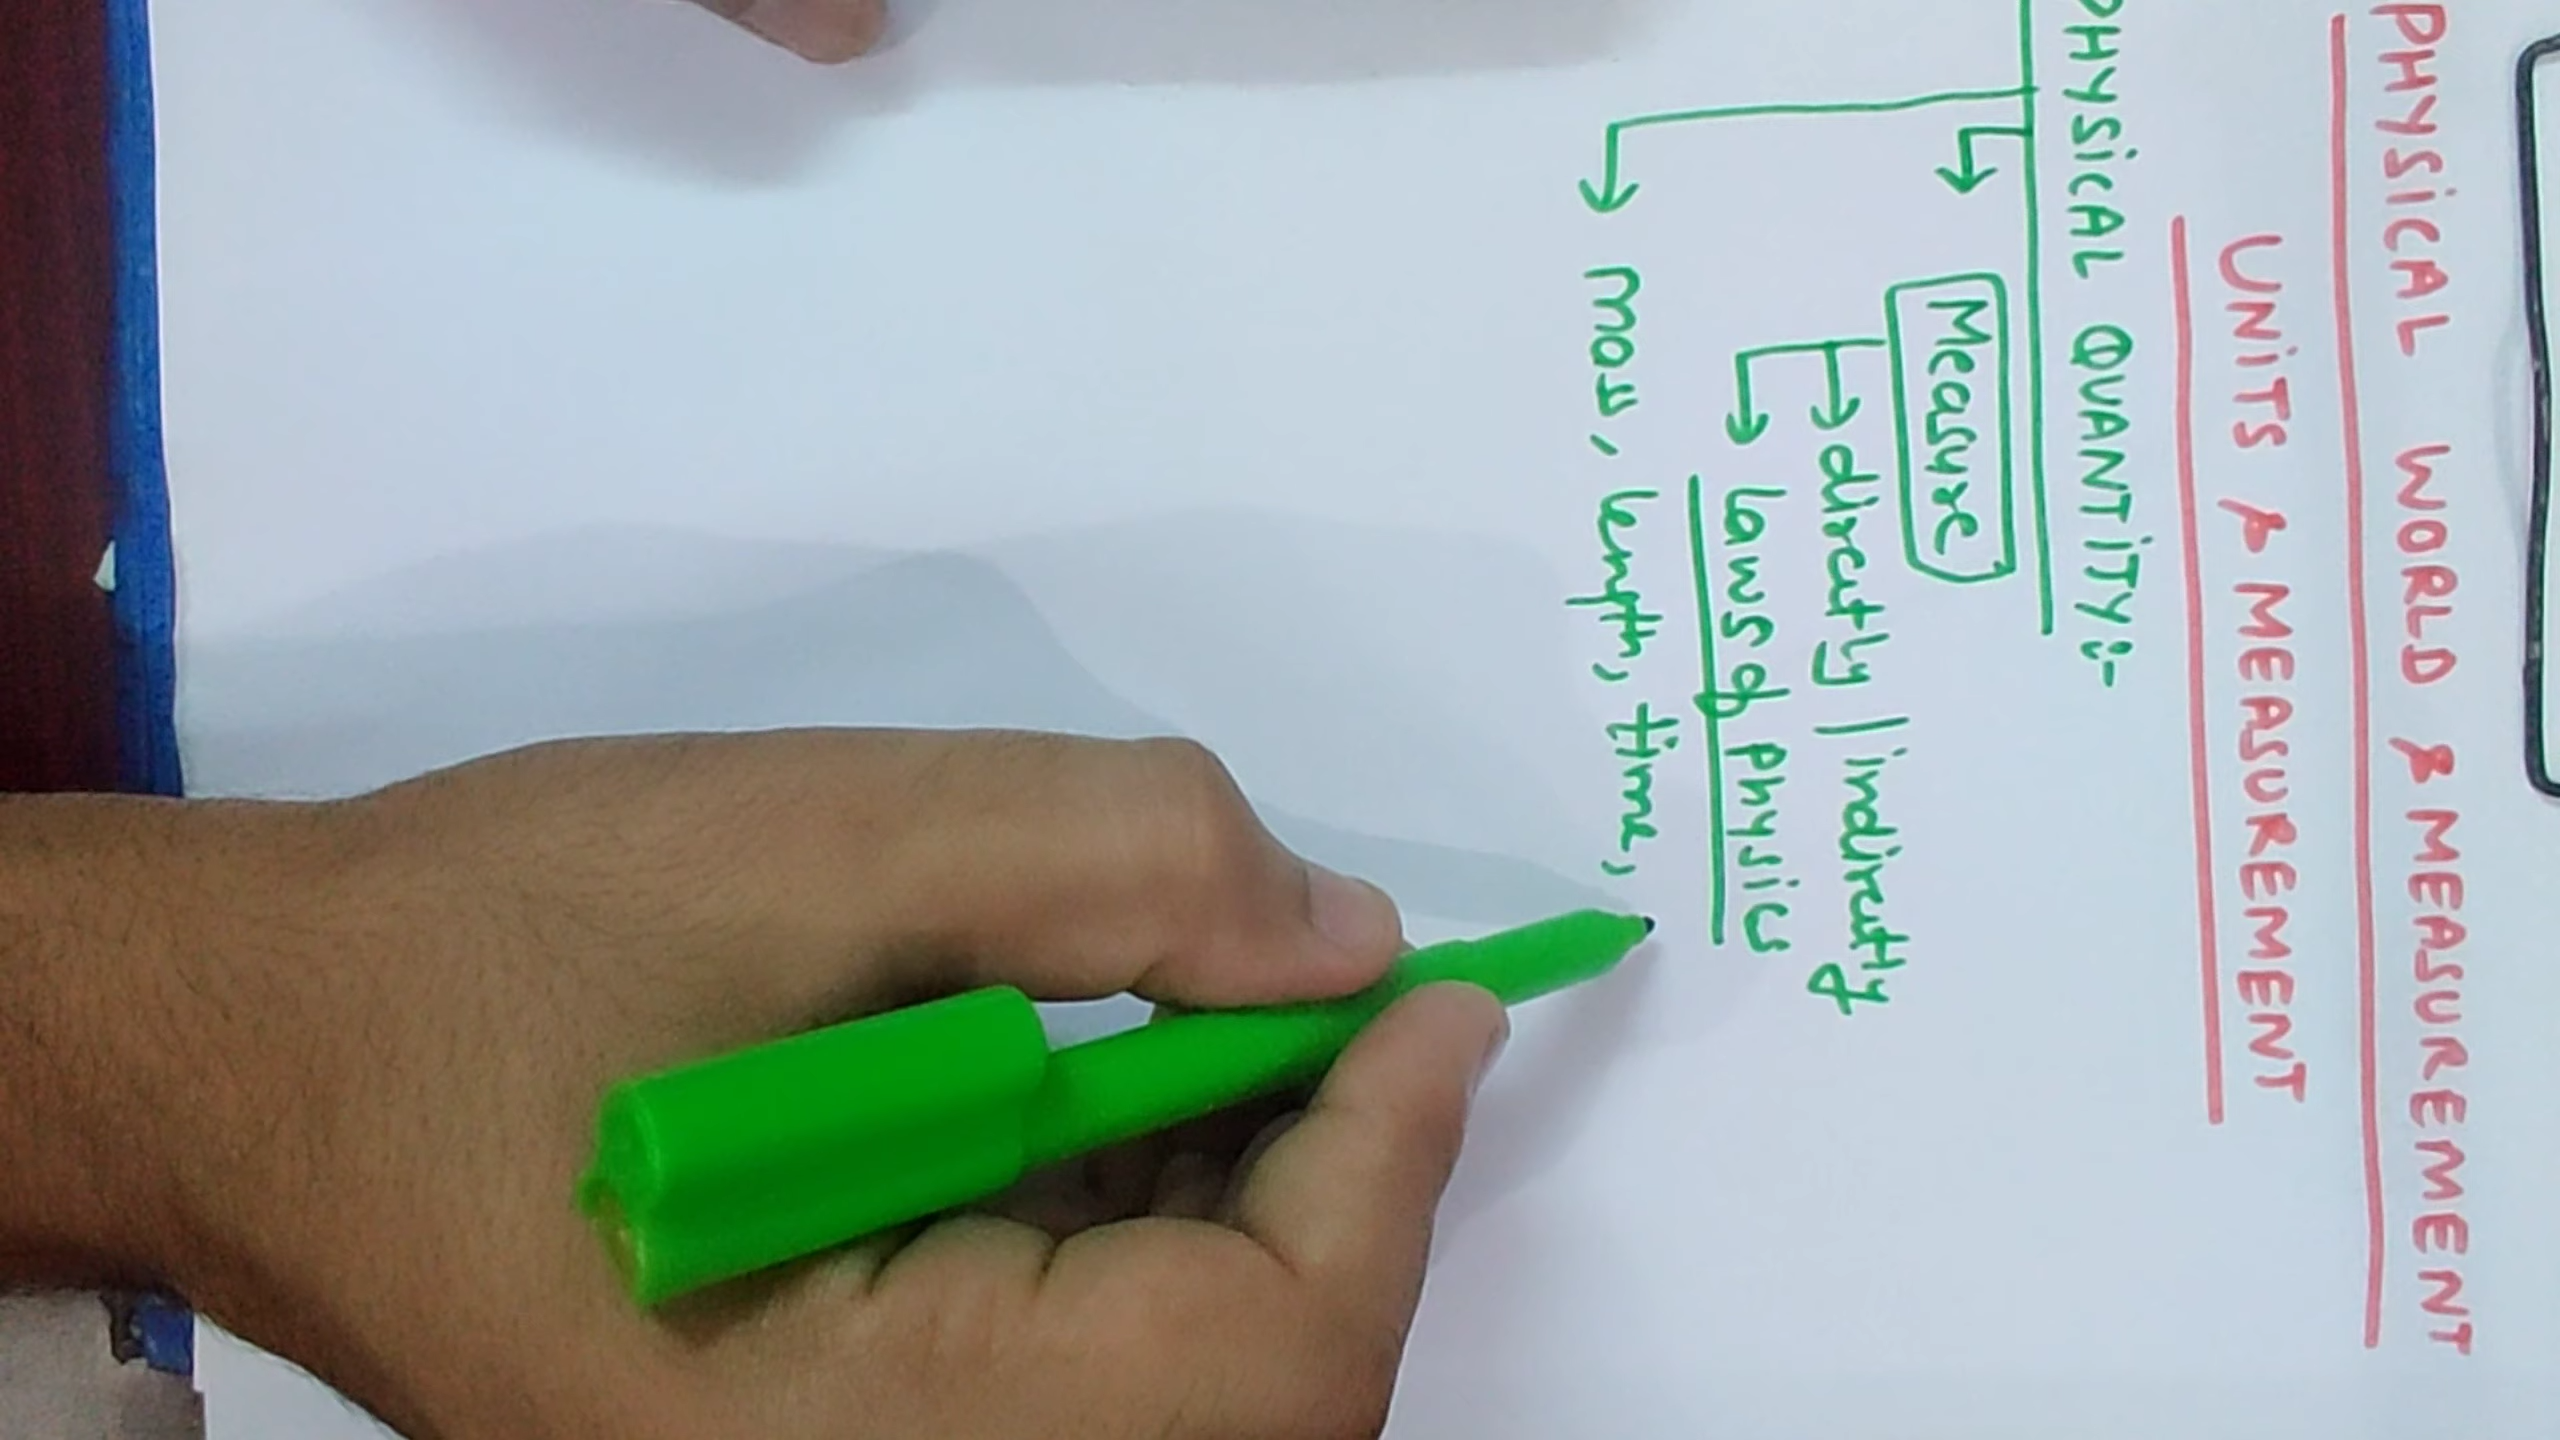 PHYSiCAL WORLD & MEASUREMENT
UNiTS & MEASUREMENT
PHYSiCAL QUANTiTY:-
Measure
directly | indirectly
Laws of Physics
Mass, length, time,